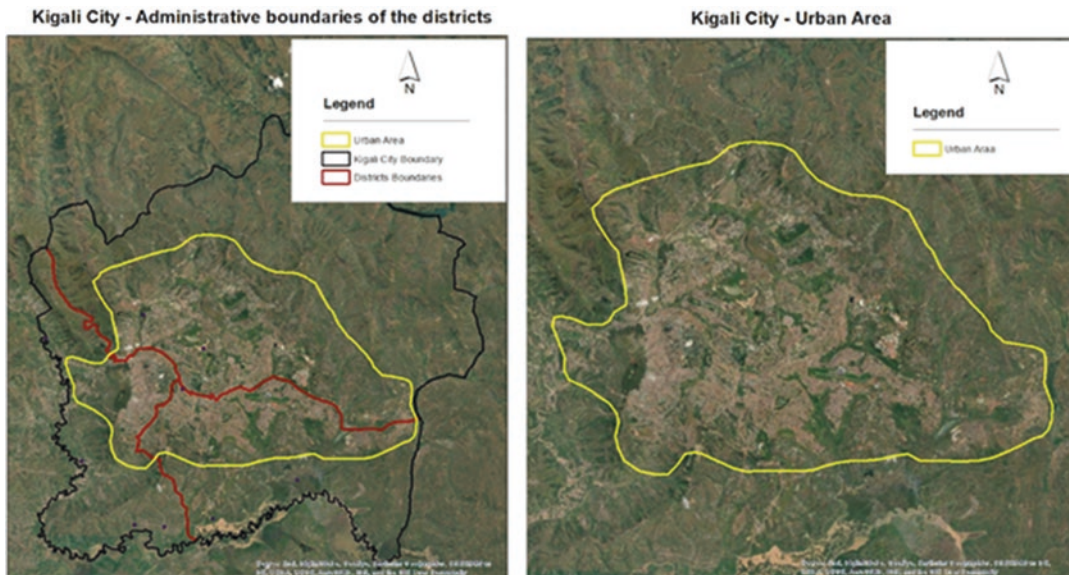 Kigali City - Administrative boundaries of the districts
Kigali City - Urban Area
N
Legend
Urban Area
Kigali City Boundary
Districts Boundaries
N
Legend
Urban Area